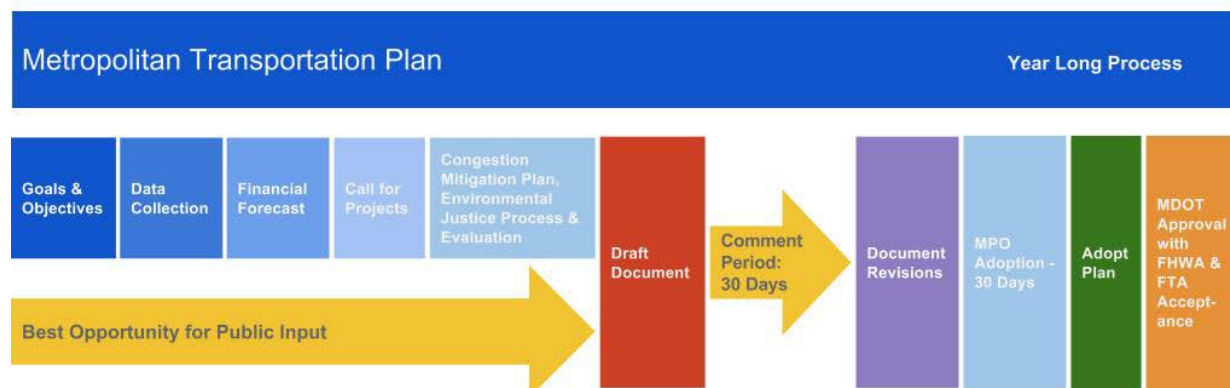 Metropolitan Transportation Plan
Year Long Process
Goals &
Objectives
Data
Collection
Financial
Forecast
Call for
Projects
Congestion
Mitigation Plan,
Environmental
Justice Process &
Evaluation
Best Opportunity for Public Input
Draft
Document
Comment
Period:
30 Days
Document
Revisions
MPO
Adoption -
30 Days
Adopt
Plan
MDOT
Approval
with
FHWA &
FTA
Accept-
ance